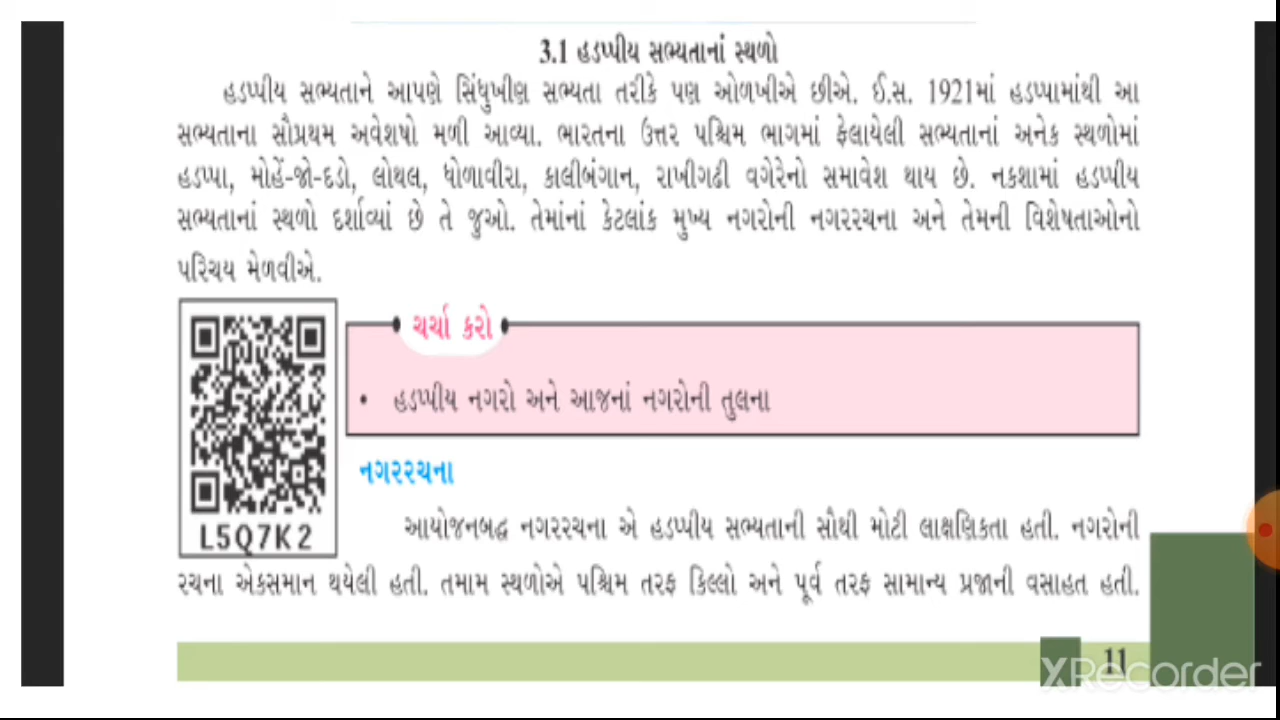 3.1 હડપ્પીય સભ્યતાનાં સ્થળો
હડપ્પીય સભ્યતાને આપણે સિંધુખીણ સભ્યતા તરીકે પણ ઓળખીએ છીએ. ઈ.સ. 1921માં હડપ્પામાંથી આ
સભ્યતાના સૌપ્રથમ અવેશષો મળી આવ્યા. ભારતના ઉત્તર પશ્ચિમ ભાગમાં ફેલાયેલી સભ્યતાનાં અનેક સ્થળોમાં
હડપ્પા, મોહેં-જો-દડો, લોથલ, ધોળાવીરા, કાલીબંગાન, રાખીગઢી વગેરેનો સમાવેશ થાય છે. નકશામાં હડપ્પીય
સભ્યતાનાં સ્થળો દર્શાવ્યાં છે તે જુઓ. તેમાંનાં કેટલાંક મુખ્ય નગરોની નગરરચના અને તેમની વિશેષતાઓનો
પરિચય મેળવીએ.
ચર્ચા કરો
• હડપ્પીય નગરો અને આજનાં નગરોની તુલના
L5Q7K2
નગરરચના
આયોજનબદ્ધ નગરરચના એ હડપ્પીય સભ્યતાની સૌથી મોટી લાક્ષણિકતા હતી. નગરોની
રચના એકસમાન થયેલી હતી. તમામ સ્થળોએ પશ્ચિમ તરફ કિલ્લો અને પૂર્વ તરફ સામાન્ય પ્રજાની વસાહત હતી.
11
XRecorder